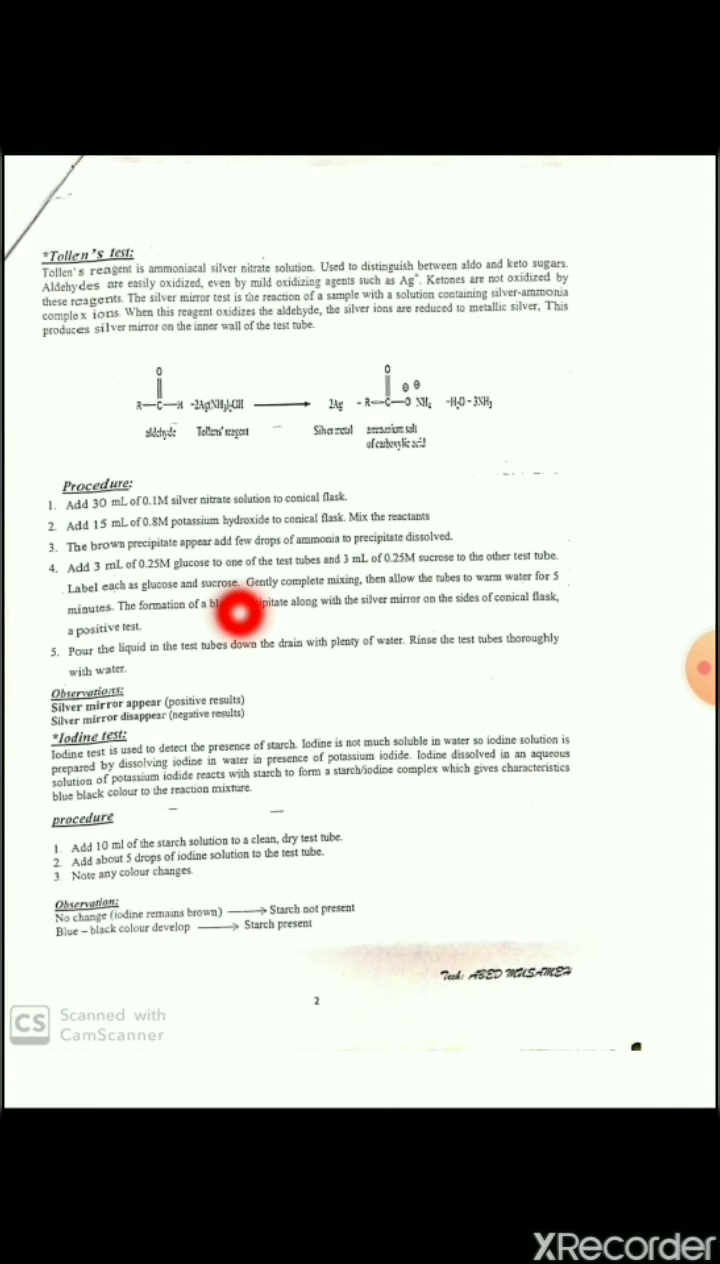 *Tollen's test:
Tollen's reagent is ammoniacal silver nitrate solution. Used to distinguish between aldo and keto sugars.
Aldehydes are easily oxidized, even by mild oxidizing agents such as Ag⁺. Ketones are not oxidized by
these reagents. The silver mirror test is the reaction of a sample with a solution containing silver-ammonia
complex ions. When this reagent oxidizes the aldehyde, the silver ions are reduced to metallic silver, This
produces silver mirror on the inner wall of the test tube.
O O
R—C—H -2Ag(NH₃)₂OH ⟶ 2Ag - R—C—O NH₄ -H₂O - 3NH₃
aldehyde Tollens' reagent Silver metal ammonium salt
of carboxylic acid
Procedure:
1. Add 30 mL of 0.1M silver nitrate solution to conical flask.
2. Add 15 mL of 0.8M potassium hydroxide to conical flask. Mix the reactants
3. The brown precipitate appear add few drops of ammonia to precipitate dissolved.
4. Add 3 mL of 0.25M glucose to one of the test tubes and 3 mL of 0.25M sucrose to the other test tube.
Label each as glucose and sucrose. Gently complete mixing, then allow the tubes to warm water for 5
minutes. The formation of a along with the silver mirror on the sides of conical flask,
a positive test.
5. Pour the liquid in the test tubes down the drain with plenty of water. Rinse the test tubes thoroughly
with water.
Observations:
Silver mirror appear (positive results)
Silver mirror disappear (negative results)
*Iodine test:
Iodine test is used to detect the presence of starch. Iodine is not much soluble in water so iodine solution is
prepared by dissolving iodine in water in presence of potassium iodide. Iodine dissolved in an aqueous
solution of potassium iodide reacts with starch to form a starch/iodine complex which gives characteristics
blue black colour to the reaction mixture.
procedure
1. Add 10 ml of the starch solution to a clean, dry test tube.
2. Add about 5 drops of iodine solution to the test tube.
3. Note any colour changes.
Observation:
No change (iodine remains brown) ⟶ Starch not present
Blue – black colour develop ⟶ Starch present
Tech: ABED MUSAMEH
2
CS Scanned with
CamScanner
XRecorder